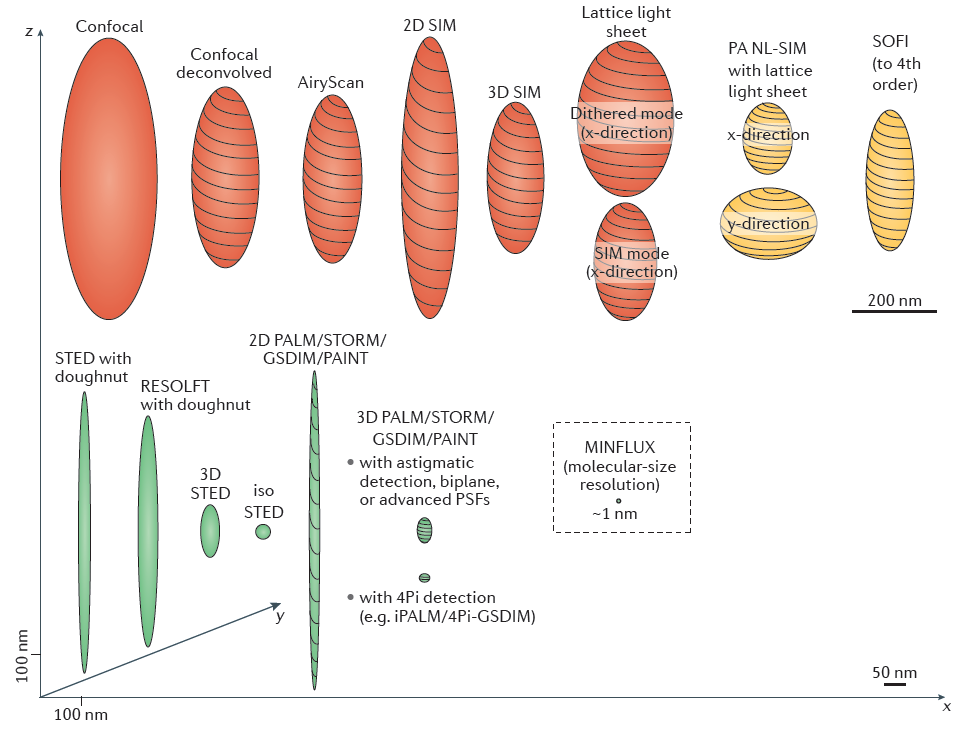 z
Confocal
Confocal
deconvolved
AiryScan
2D SIM
3D SIM
Lattice light
sheet
Dithered mode
(x-direction)
SIM mode
(x-direction)
PA NL-SIM
with lattice
light sheet
x-direction
y-direction
SOFI
(to 4th
order)
200 nm
STED with
doughnut
RESOLFT
with doughnut
3D
STED
iso
STED
2D PALM/STORM/
GSDIM/PAINT
3D PALM/STORM/
GSDIM/PAINT
• with astigmatic
detection, biplane,
or advanced PSFs
• with 4Pi detection
(e.g. iPALM/4Pi-GSDIM)
MINFLUX
(molecular-size
resolution)
~1 nm
y
100 nm
100 nm
50 nm
x